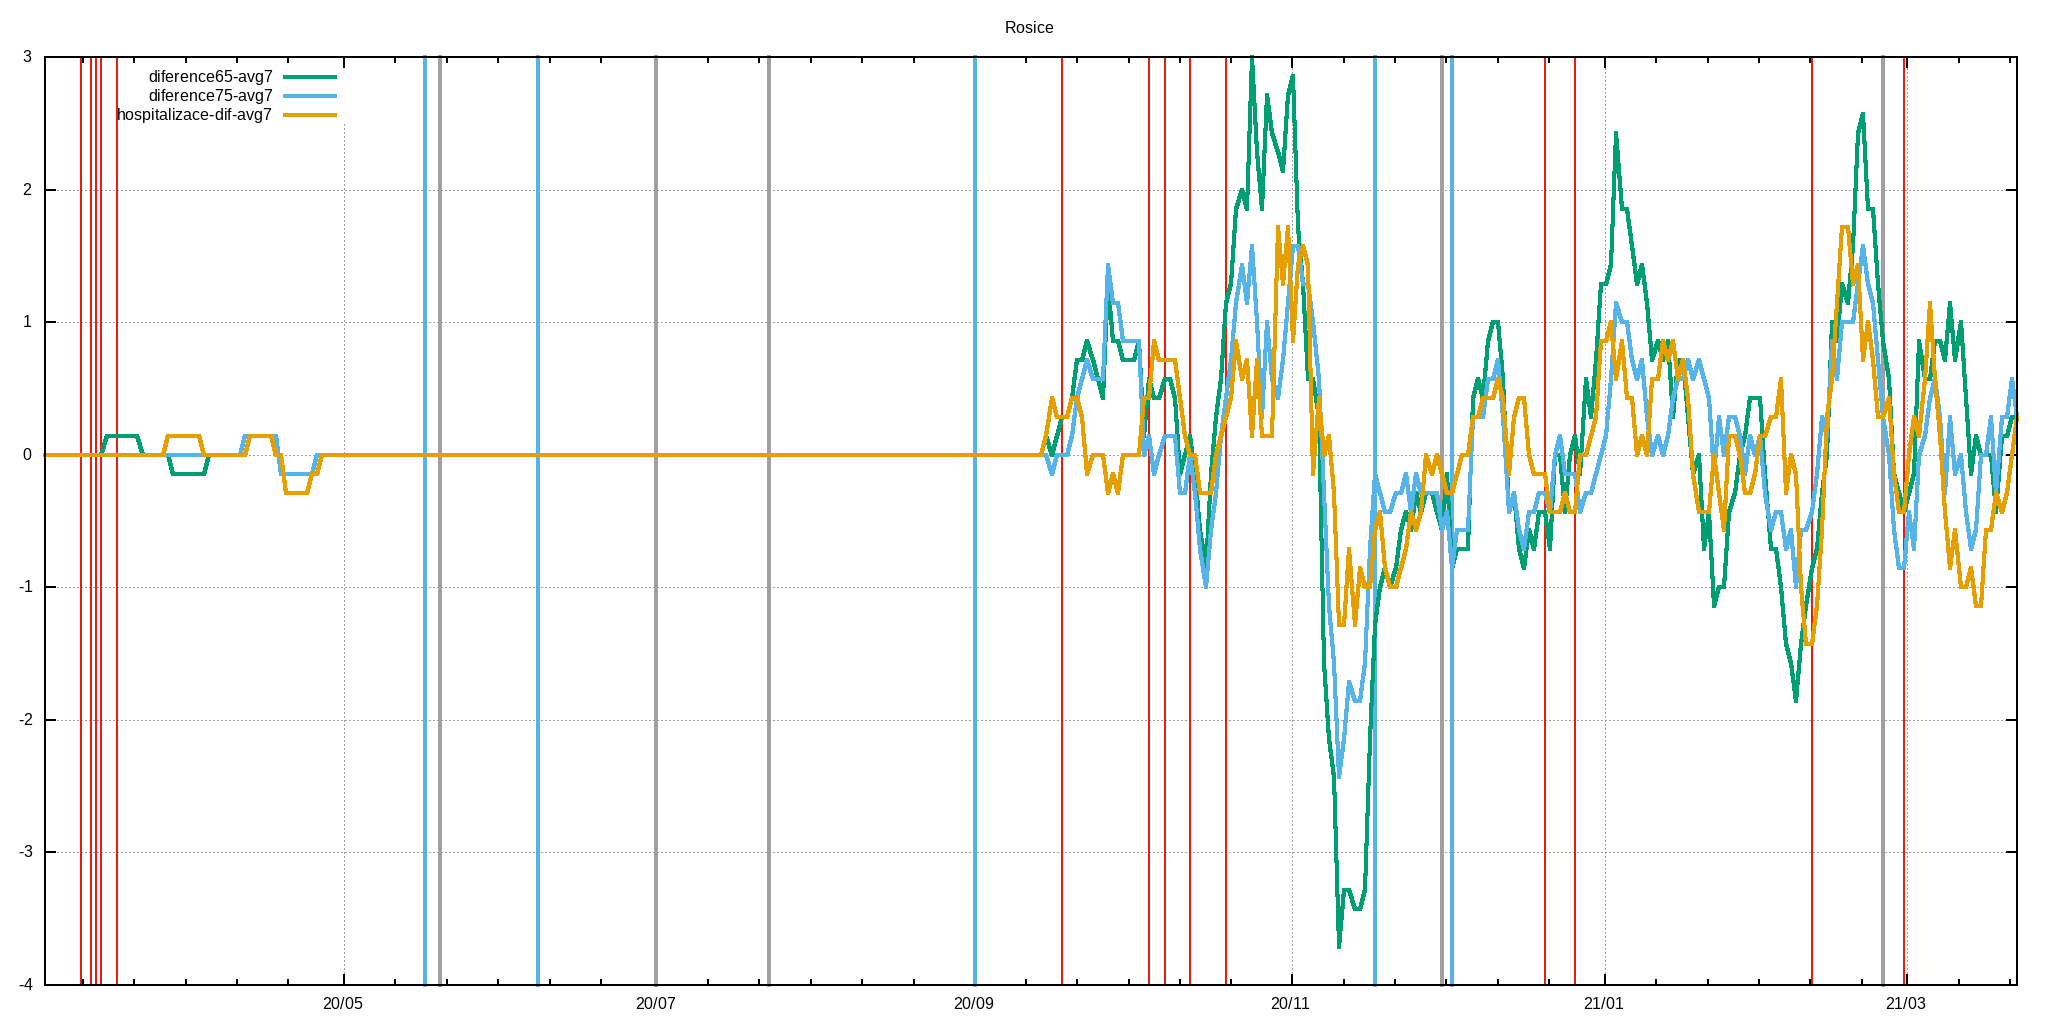 Rosice
diference65-avg7
diference75-avg7
hospitalizace-dif-avg7
3
2
1
0
-1
-2
-3
-4
20/05 20/07 20/09 20/11 21/01 21/03